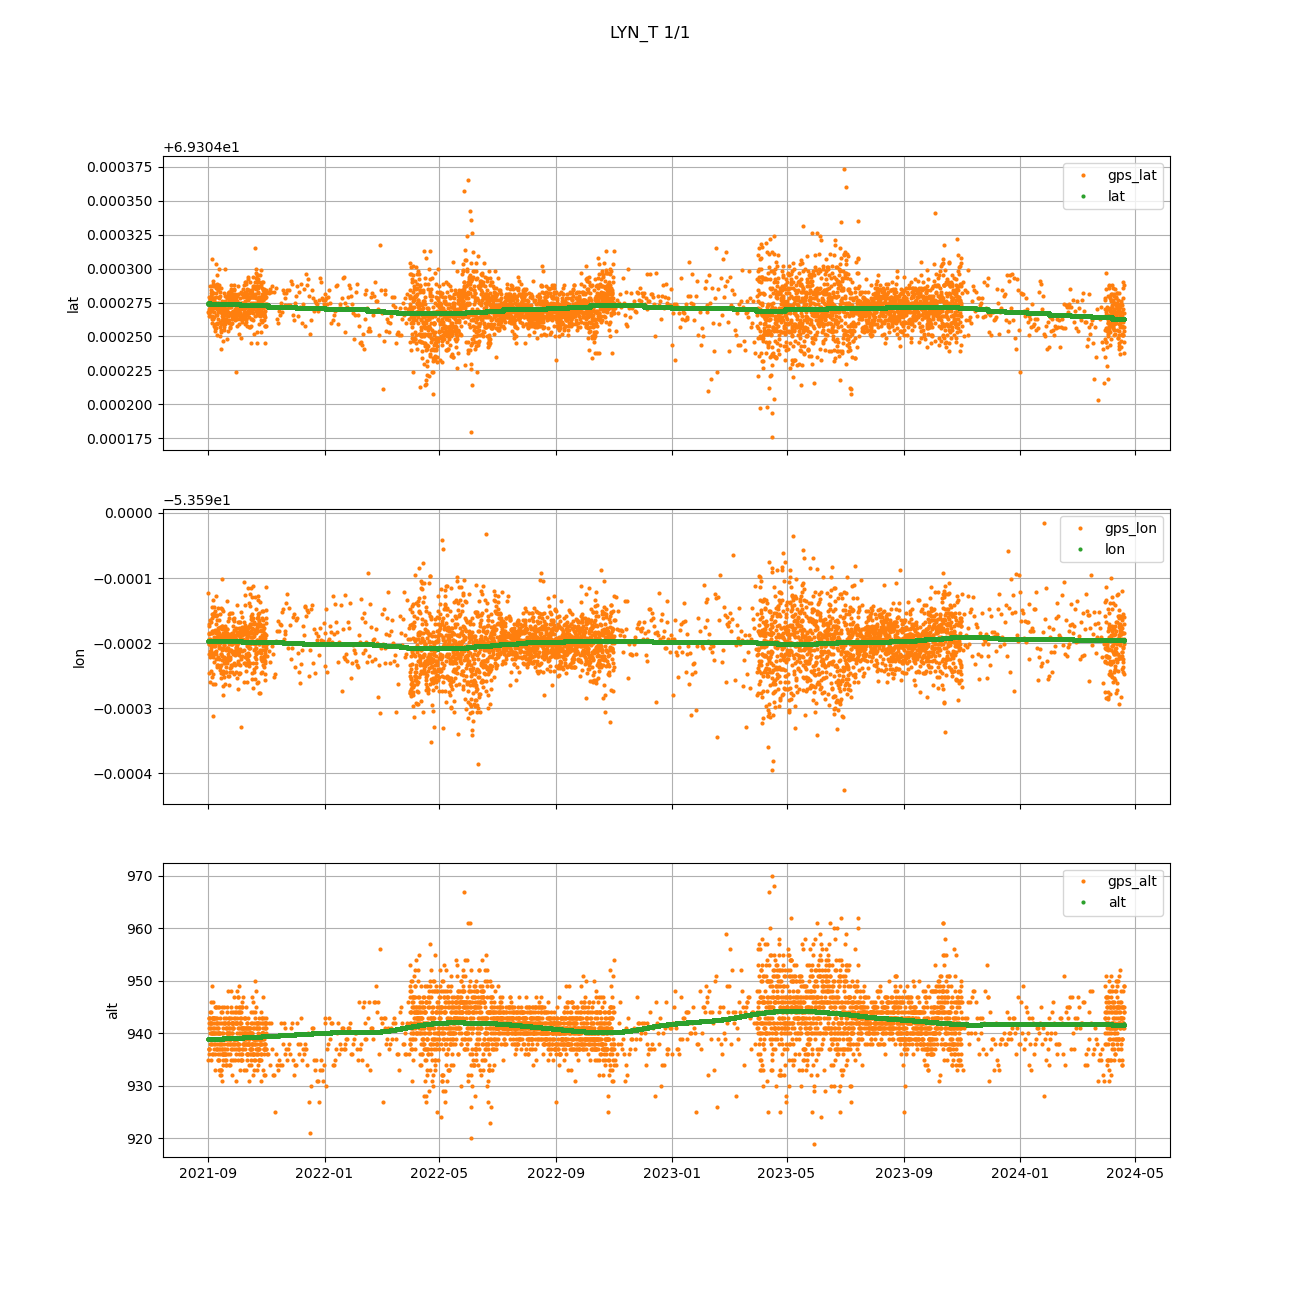 LYN_T 1/1
+6.9304e1
0.000375
0.000350
0.000325
0.000300
0.000275
0.000250
0.000225
0.000200
0.000175
lat
gps_lat
lat
−5.359e1
0.0000
−0.0001
−0.0002
−0.0003
−0.0004
lon
gps_lon
lon
970
960
950
940
930
920
alt
gps_alt
alt
2021-09 2022-01 2022-05 2022-09 2023-01 2023-05 2023-09 2024-01 2024-05